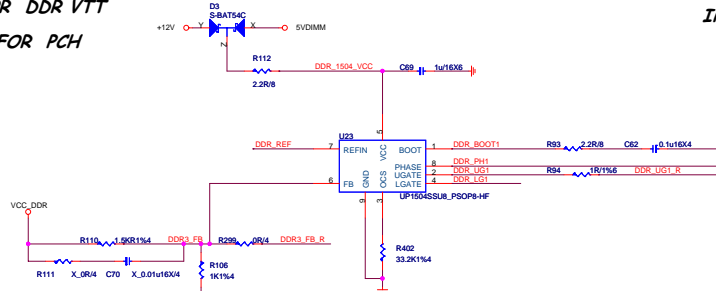 R DDR VTT
FOR PCH
D3
S-BAT54C
+12V
Y
X
5VDIMM
Z
R112
2.2R/8
DDR_1504_VCC
C69
1u/16X6
U23
DDR_REF
7
REFIN
5
VCC
BOOT
1
DDR_BOOT1
R93
2.2R/8
C62
0.1u16X4
PHASE
8
DDR_PH1
UGATE
2
DDR_UG1
R94
1R/1%6
DDR_UG1_R
6
FB
GND
OCS
LGATE
4
DDR_LG1
9
3
UP1504SSU8_PSOP8-HF
VCC_DDR
R110
1.5KR1%4
DDR3_FB
R299
0R/4
DDR3_FB_R
R402
33.2K1%4
R111
X_0R/4
C70
X_0.01u16X/4
R106
1K1%4